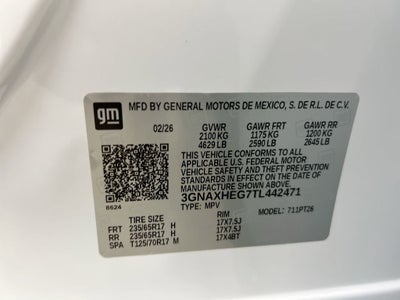 gm
MFD BY GENERAL MOTORS DE MEXICO, S. DE R.L. DE C.V.
02/26 GVWR GAWR FRT GAWR RR
2100 KG 1175 KG 1200 KG
4629 LB 2590 LB 2645 LB
THIS VEHICLE CONFORMS TO ALL
APPLICABLE U.S. FEDERAL MOTOR
VEHICLE SAFETY AND THEFT PREVENTION
STANDARDS IN EFFECT ON THE DATE OF
MANUFACTURE SHOWN ABOVE.
3GNAXHEG7TL442471
TYPE: MPV MODEL: 711PT26
8624
TIRE SIZE RIM
FRT 235/65R17 H 17X7.5J
RR 235/65R17 H 17X7.5J
SPA T125/70R17 M 17X4BT